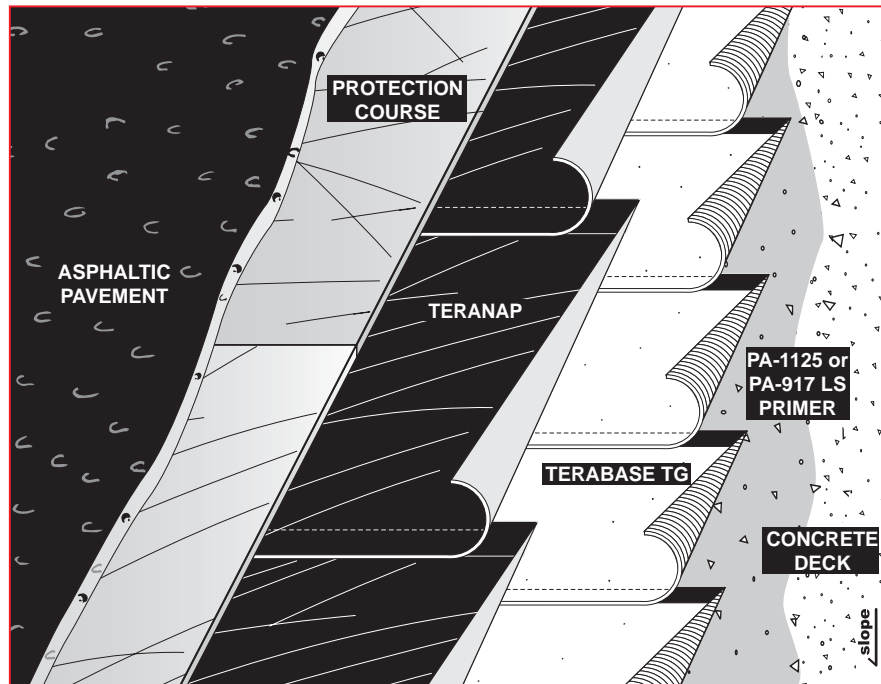 PROTECTION
COURSE
ASPHALTIC
PAVEMENT
TERANAP
PA-1125 or
PA-917 LS
PRIMER
TERABASE TG
CONCRETE
DECK
slope